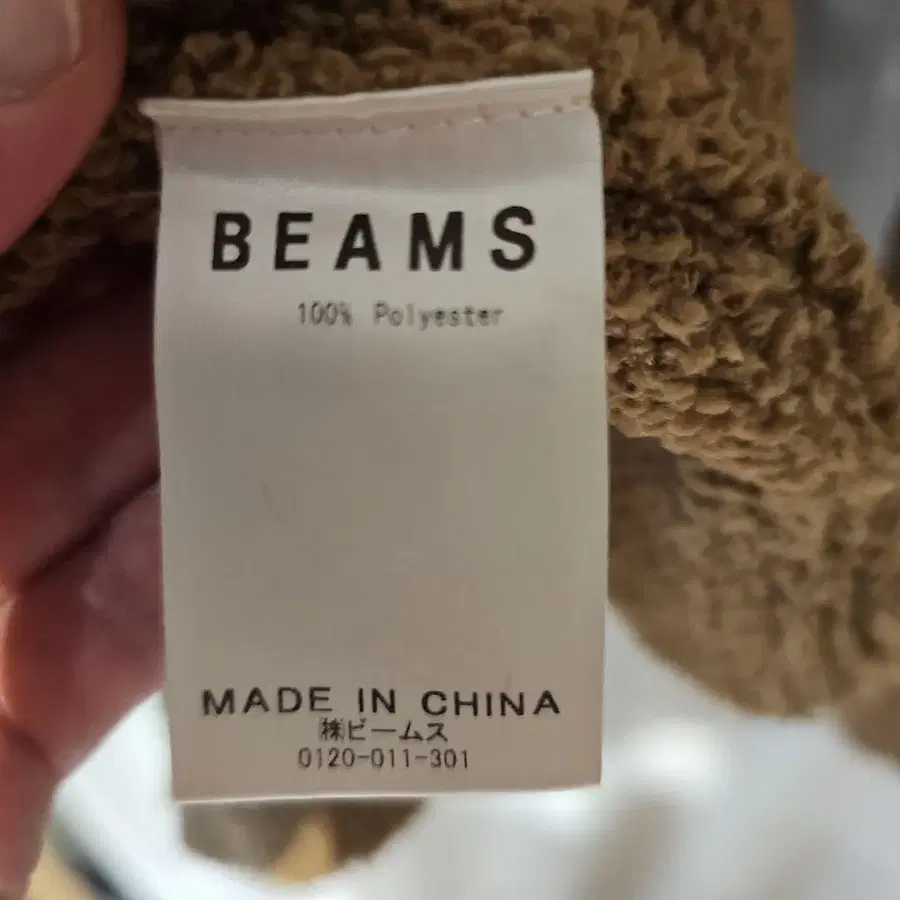 BEAMS
100% Polyester
MADE IN CHINA
㈱ビームス
0120-011-301